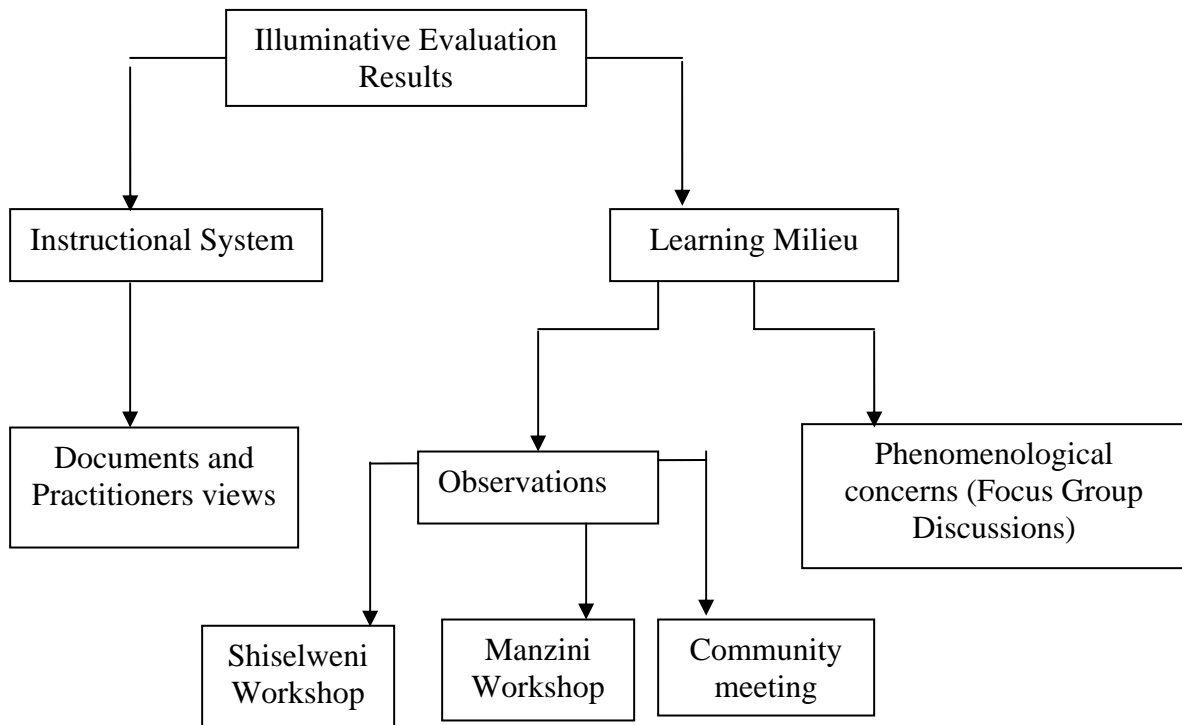 Illuminative Evaluation
Results
Instructional System
Learning Milieu
Documents and
Practitioners views
Observations
Phenomenological
concerns (Focus Group
Discussions)
Shiselweni
Workshop
Manzini
Workshop
Community
meeting